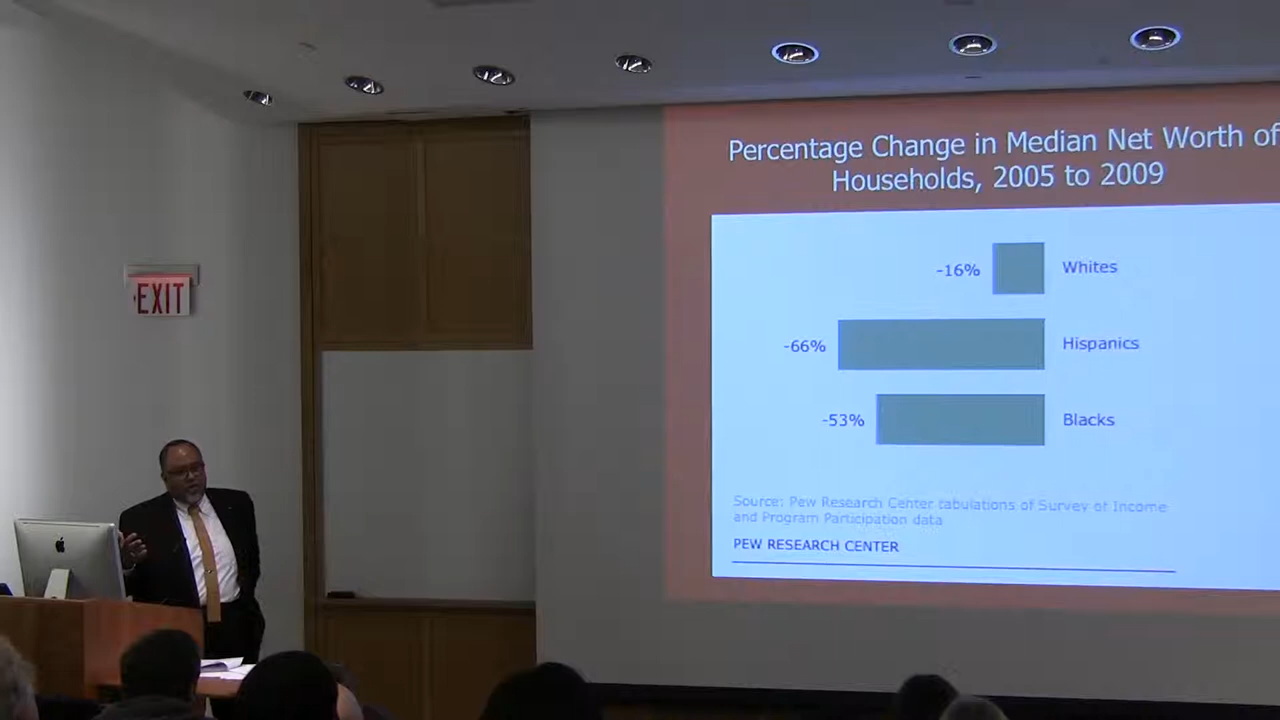 Percentage Change in Median Net Worth of
Households, 2005 to 2009
-16% Whites
EXIT
-66% Hispanics
-53% Blacks
Source: Pew Research Center tabulations of Survey of Income
and Program Participation data
PEW RESEARCH CENTER